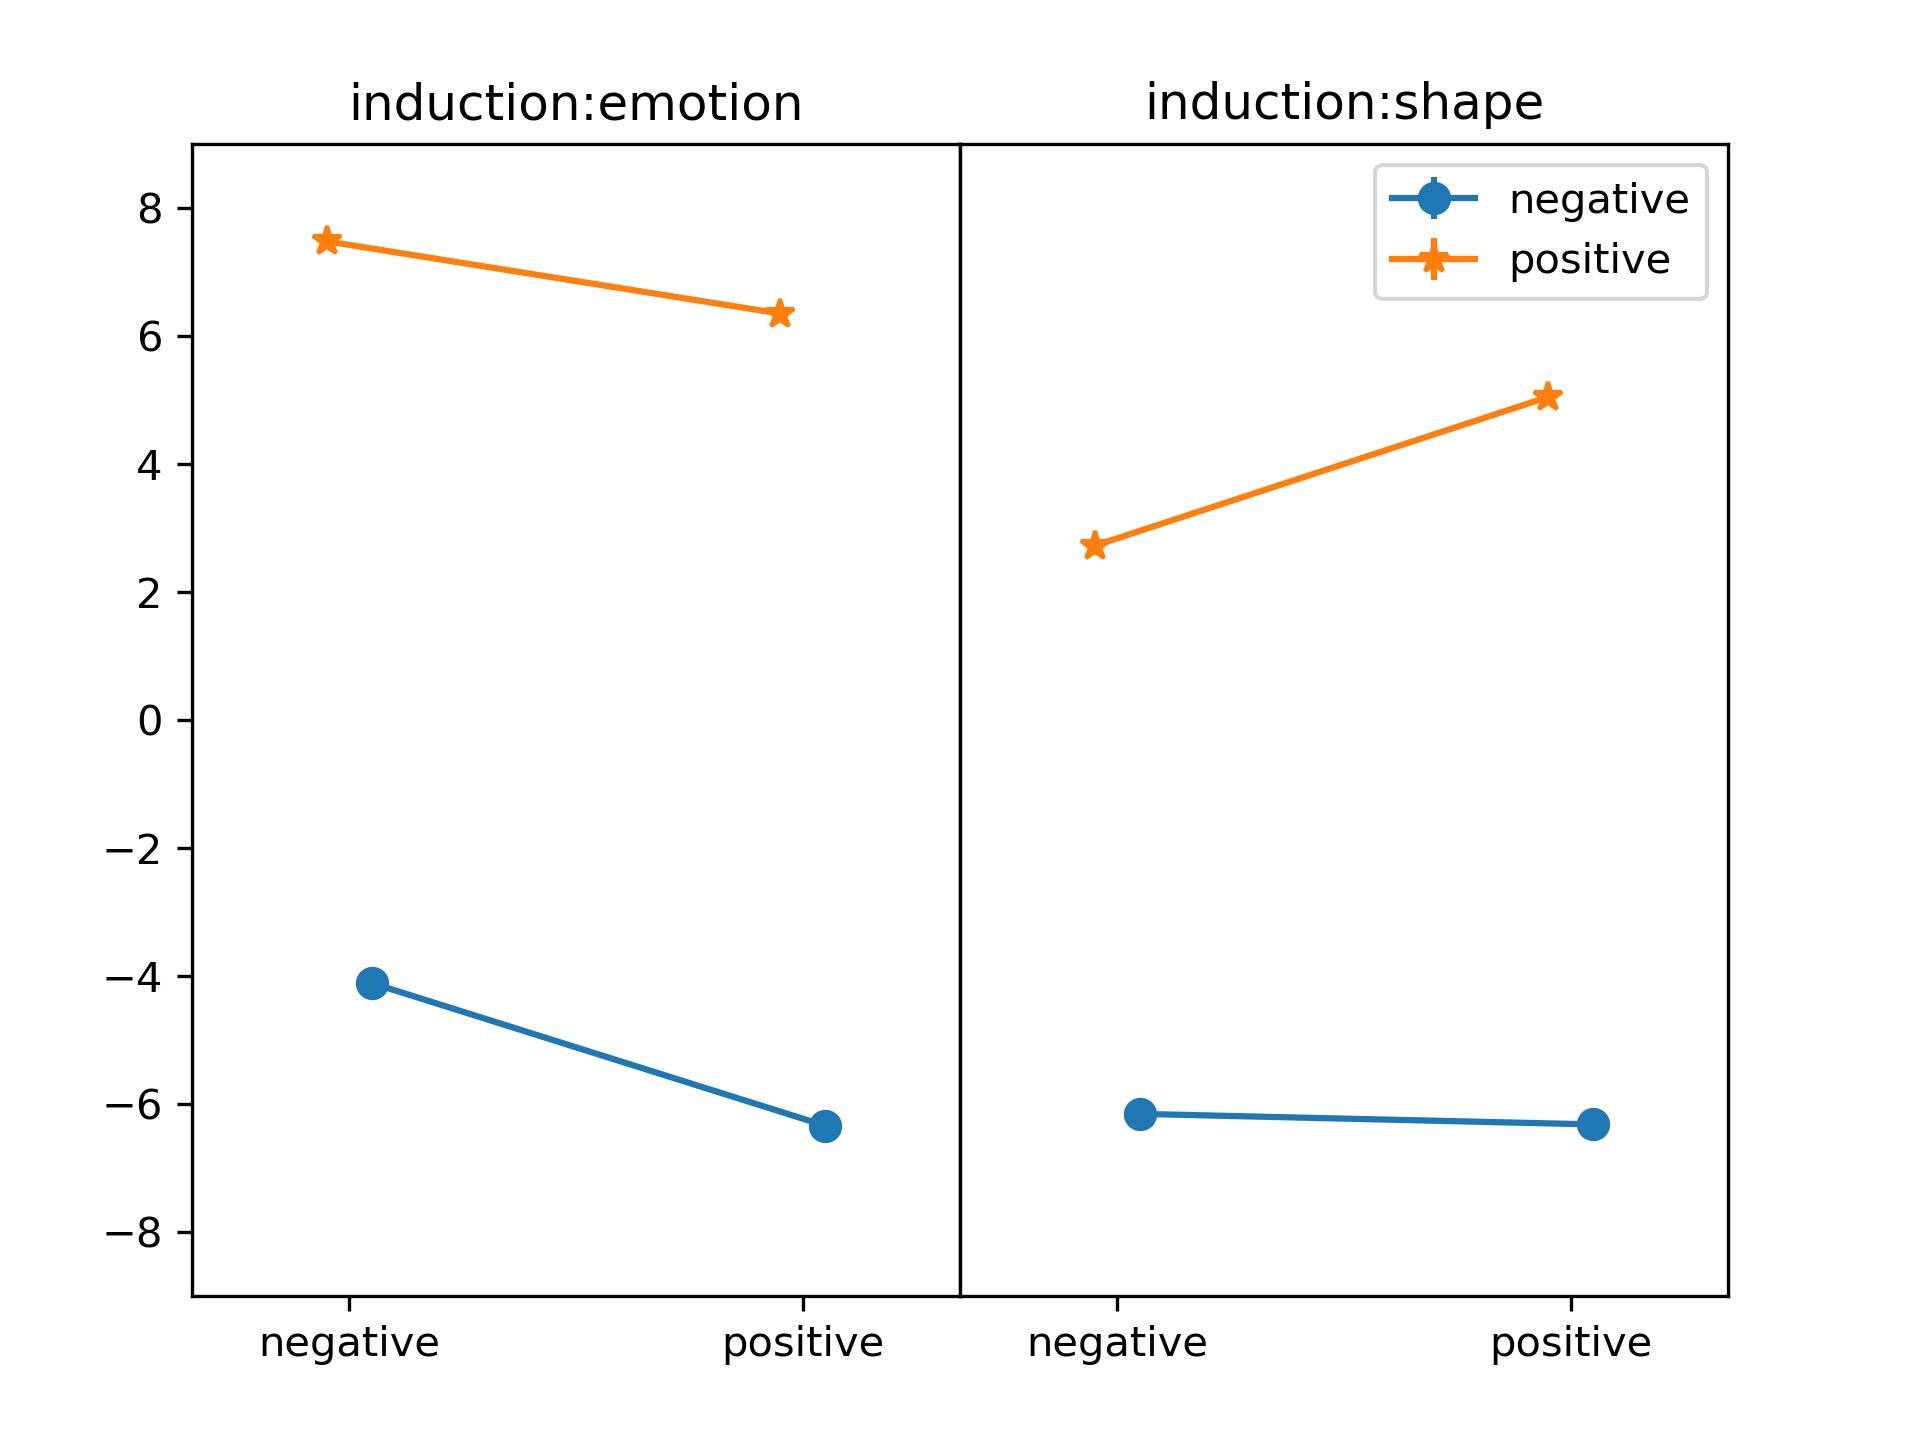 induction:emotion
induction:shape
negative
positive
8
6
4
2
0
−2
−4
−6
−8
negative
positive
negative
positive